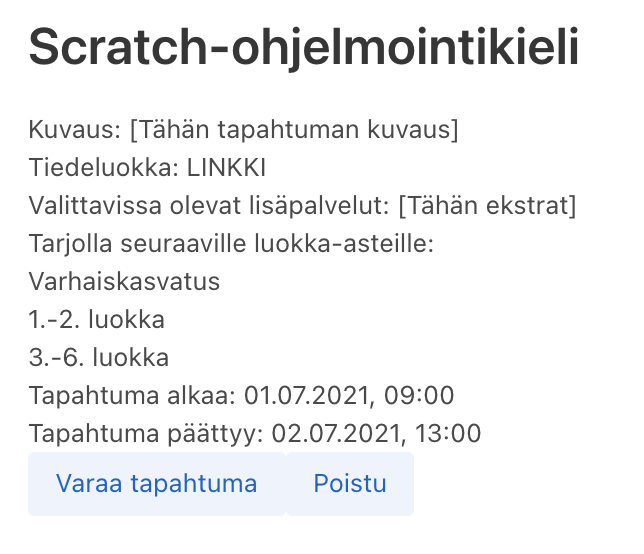 Scratch-ohjelmointikieli
Kuvaus: [Tähän tapahtuman kuvaus]
Tiedeluokka: LINKKI
Valittavissa olevat lisäpalvelut: [Tähän ekstrat]
Tarjolla seuraaville luokka-asteille:
Varhaiskasvatus
1.-2. luokka
3.-6. luokka
Tapahtuma alkaa: 01.07.2021, 09:00
Tapahtuma päättyy: 02.07.2021, 13:00
Varaa tapahtuma Poistu